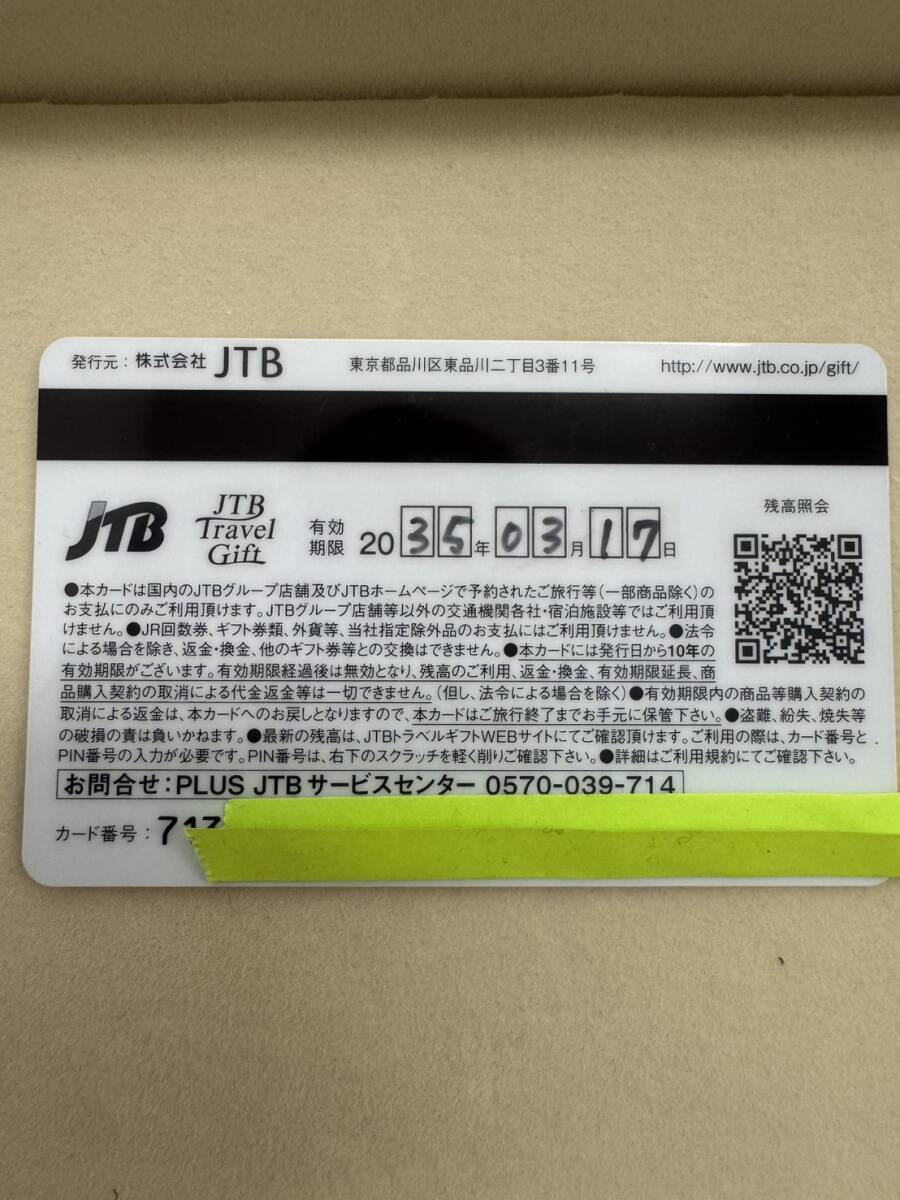 発行元：株式会社 JTB 東京都品川区東品川二丁目3番11号 http://www.jtb.co.jp/gift/
残高照会
JTB
JTB
Travel
Gift
有効
期限 2035年03月17日
●本カードは国内のJTBグループ店舗及びJTBホームページで予約されたご旅行等(一部商品除く)の
お支払にのみご利用頂けます。JTBグループ店舗等以外の交通機関各社・宿泊施設等ではご利用頂
けません。●JR回数券、ギフト券類、外貨等、当社指定除外品のお支払にはご利用頂けません。●法令
による場合を除き、返金・換金、他のギフト券等との交換はできません。●本カードには発行日から10年の
有効期限がございます。有効期限経過後は無効となり、残高のご利用、返金・換金、有効期限延長、商
品購入契約の取消による代金返金等は一切できません。(但し、法令による場合を除く)●有効期限内の商品等購入契約の
取消による返金は、本カードへのお戻しとなりますので、本カードはご旅行終了までお手元に保管下さい。●盗難、紛失、焼失等
の破損の責は負いかねます。●最新の残高は、JTBトラベルギフトWEBサイトにてご確認頂けます。ご利用の際は、カード番号と
PIN番号の入力が必要です。PIN番号は、右下のスクラッチを軽く削りご確認下さい。●詳細はご利用規約にてご確認下さい。
お問合せ：PLUS JTBサービスセンター 0570-039-714
カード番号：713